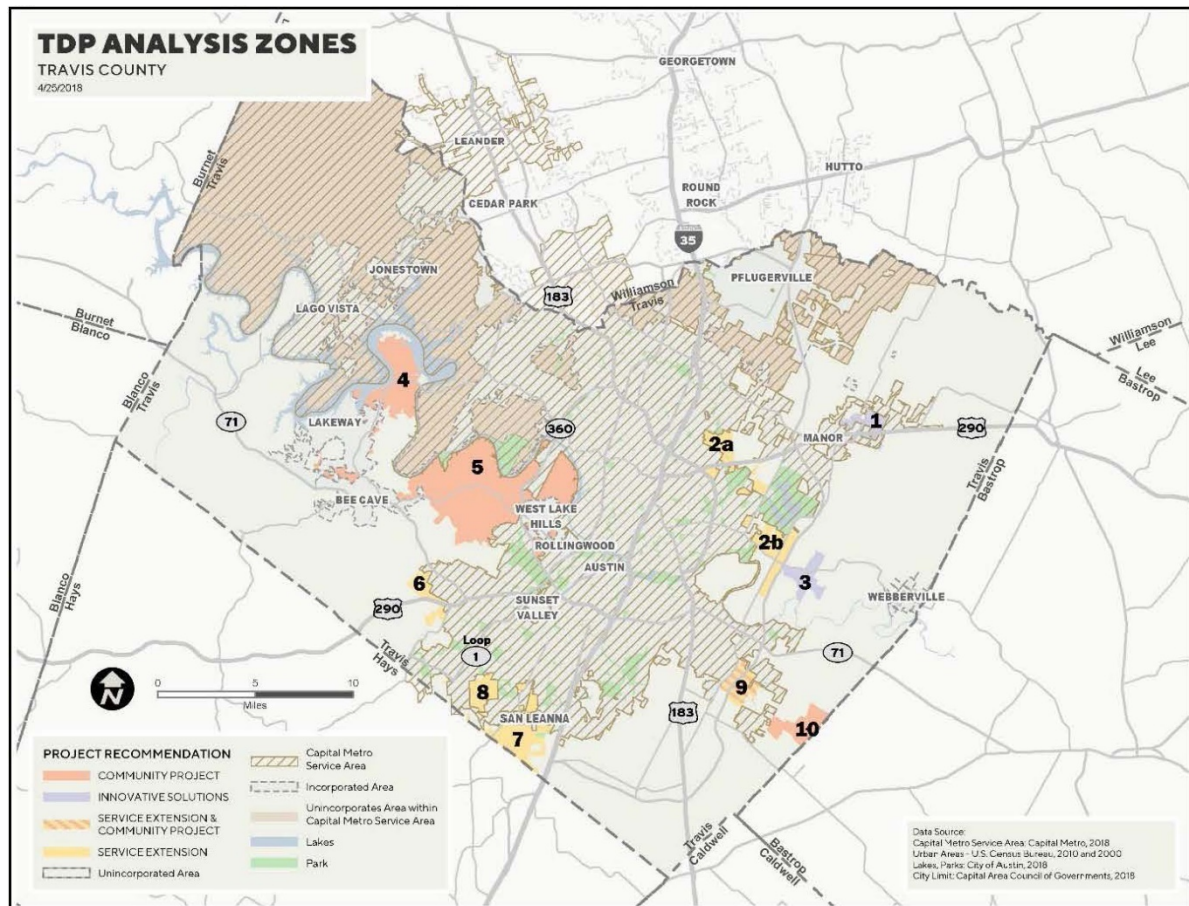 TDP ANALYSIS ZONES
TRAVIS COUNTY
4/25/2018
GEORGETOWN
LEANDER
HUTTO
Burnet
Travis
ROUND
ROCK
CEDAR PARK
35
JONESTOWN
PFLUGERVILLE
183
Williamson
Travis
LAGO VISTA
Burnet
Blanco
Williamson
Lee
Lee
Bastrop
Blanco
Travis
4
71
LAKEWAY
360
1
MANOR
290
2a
5
Travis
Bastrop
BEE CAVE
WEST LAKE
HILLS
ROLLINGWOOD
2b
AUSTIN
3
6
WEBBERVILLE
Blanco
Hays
290
SUNSET
VALLEY
Travis
Hays
Loop
1
71
N
0 5 10
Miles
8
9
SAN LEANNA
183
10
7
PROJECT RECOMMENDATION
COMMUNITY PROJECT
INNOVATIVE SOLUTIONS
SERVICE EXTENSION &
COMMUNITY PROJECT
SERVICE EXTENSION
Unincorporated Area
Capital Metro
Service Area
Incorporated Area
Unincorporates Area within
Capital Metro Service Area
Lakes
Park
Travis
Caldwell
Bastrop
Caldwell
Data Source:
Capital Metro Service Area: Capital Metro, 2018
Urban Areas - U.S. Census Bureau, 2010 and 2000
Lakes, Parks: City of Austin, 2018
City Limit: Capital Area Council of Governments, 2018